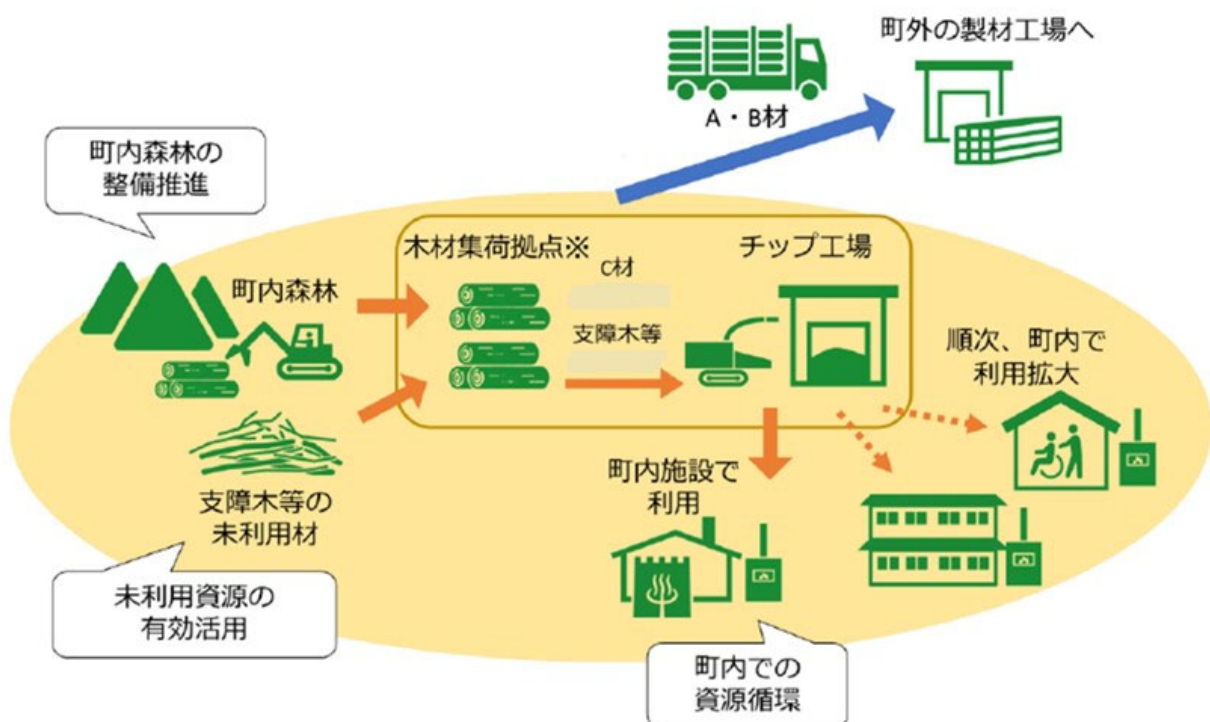 町外の製材工場へ
A・B材
町内森林の
整備推進
木材集荷拠点※
チップ工場
C材
町内森林
支障木等
順次、町内で
利用拡大
支障木等の
未利用材
町内施設で
利用
未利用資源の
有効活用
町内での
資源循環